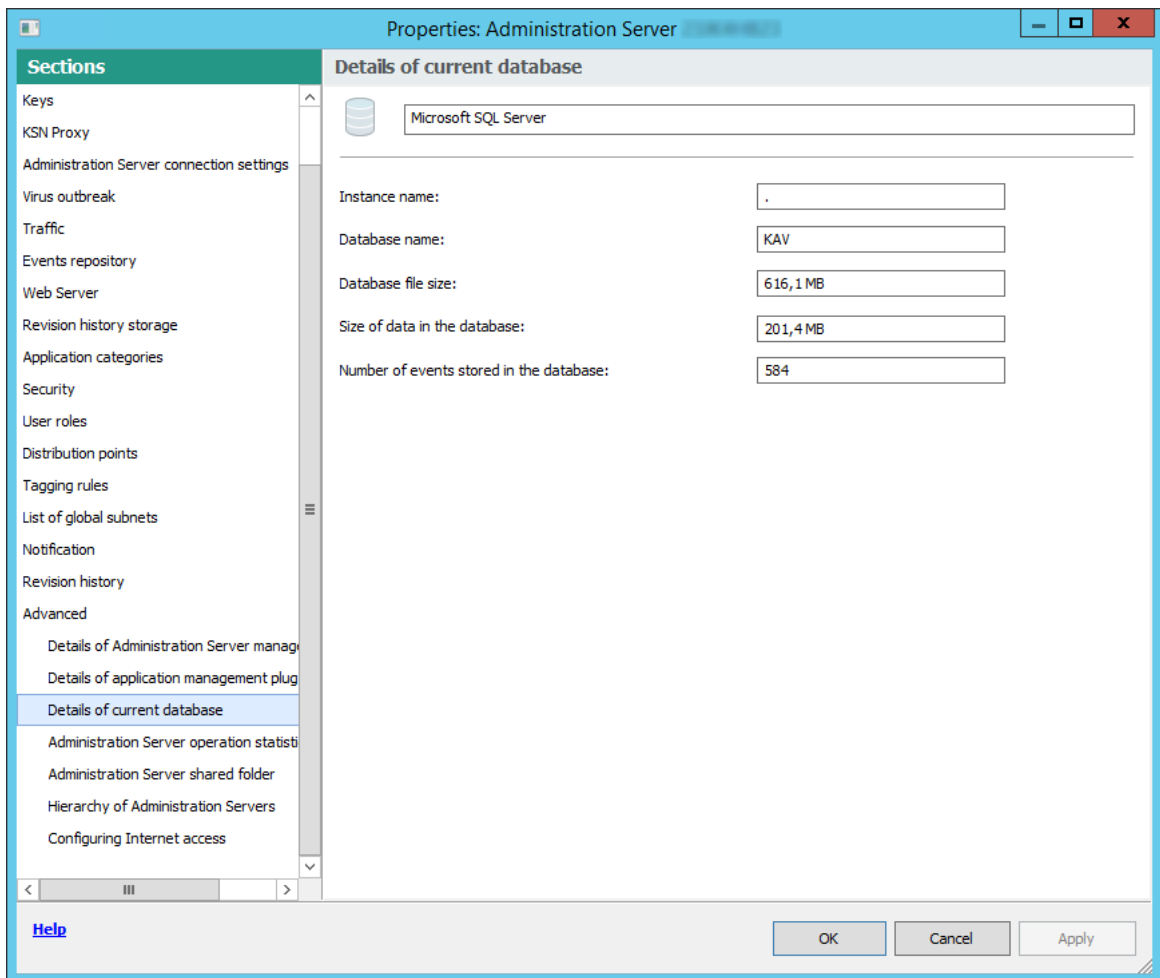 Properties: Administration Server
Sections
Keys
KSN Proxy
Administration Server connection settings
Virus outbreak
Traffic
Events repository
Web Server
Revision history storage
Application categories
Security
User roles
Distribution points
Tagging rules
List of global subnets
Notification
Revision history
Advanced
Details of Administration Server manag
Details of application management plug
Details of current database
Administration Server operation statisti
Administration Server shared folder
Hierarchy of Administration Servers
Configuring Internet access
Details of current database
Microsoft SQL Server
Instance name: .
Database name: KAV
Database file size: 616,1 MB
Size of data in the database: 201,4 MB
Number of events stored in the database: 584
Help
OK Cancel Apply